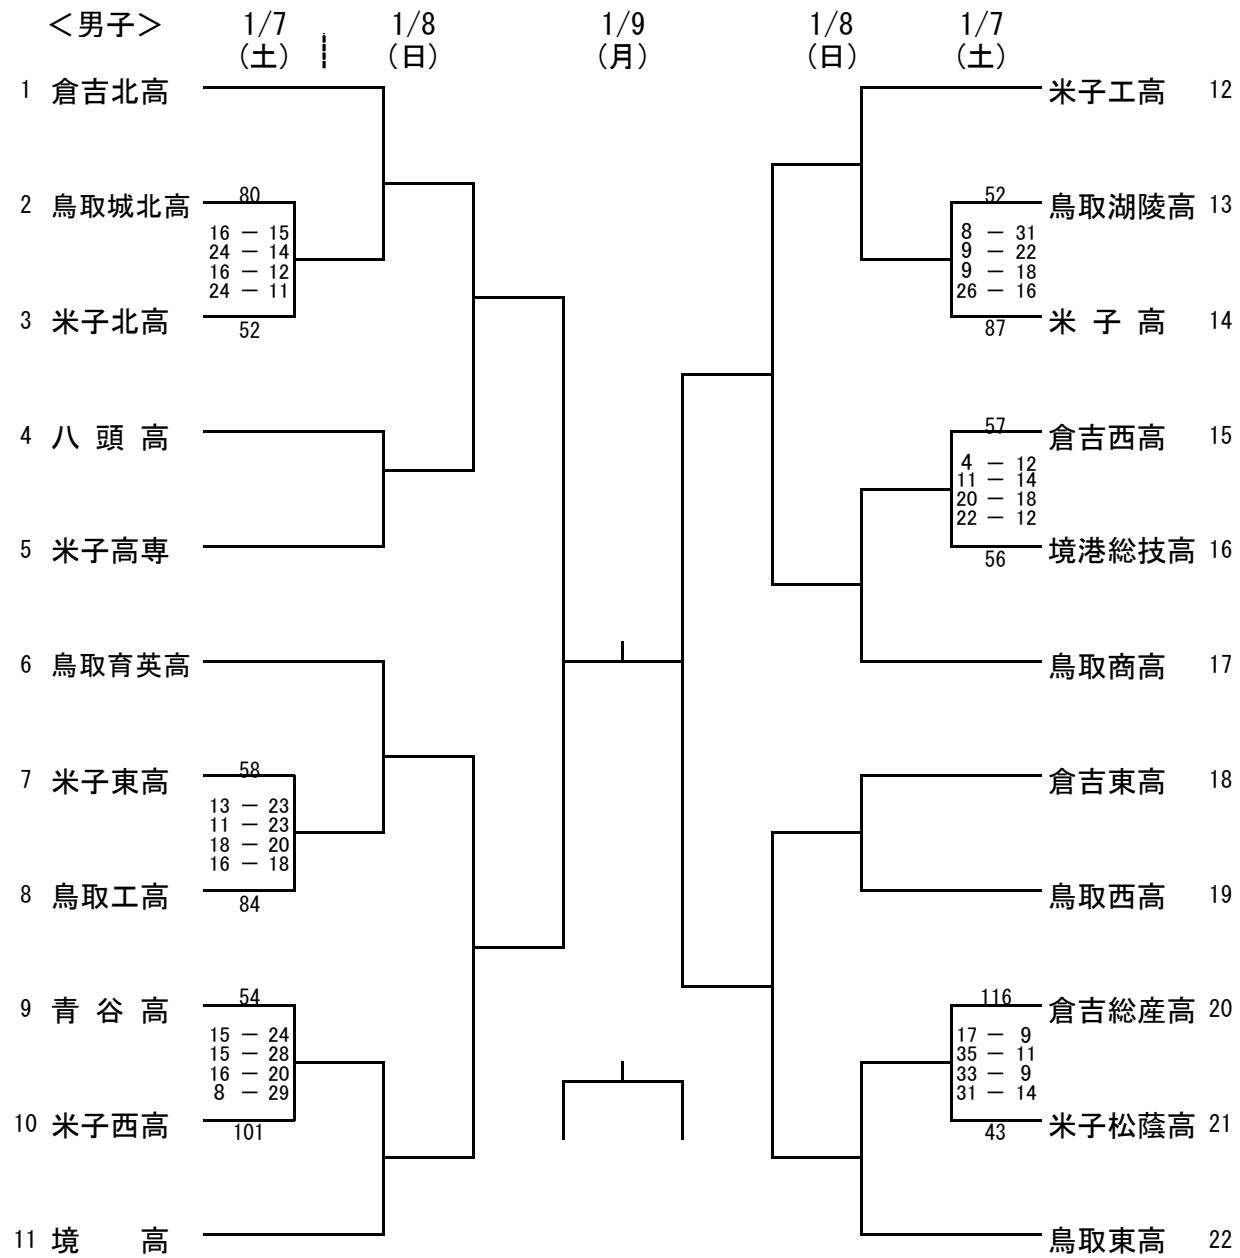 ＜男子＞ 1/7 1/8 1/9 1/8 1/7
（土） （日） （月） （日） （土）
1 倉吉北高 米子工高 12
80 52
2 鳥取城北高 鳥取湖陵高 13
16 － 15 8 － 31
24 － 14 9 － 22
16 － 12 9 － 18
24 － 11 26 － 16
3 米子北高 米子高 14
52 87
57
4 八頭高 倉吉西高 15
4 － 12
11 － 14
20 － 18
22 － 12
5 米子高専 境港総技高 16
56
6 鳥取育英高 鳥取商高 17
58
7 米子東高 倉吉東高 18
13 － 23
11 － 23
18 － 20
16 － 18
8 鳥取工高 鳥取西高 19
84
54 116
9 青谷高 倉吉総産高 20
15 － 24 17 － 9
15 － 28 35 － 11
16 － 20 33 － 9
8 － 29 31 － 14
10 米子西高 米子松蔭高 21
101 43
11 境高 鳥取東高 22